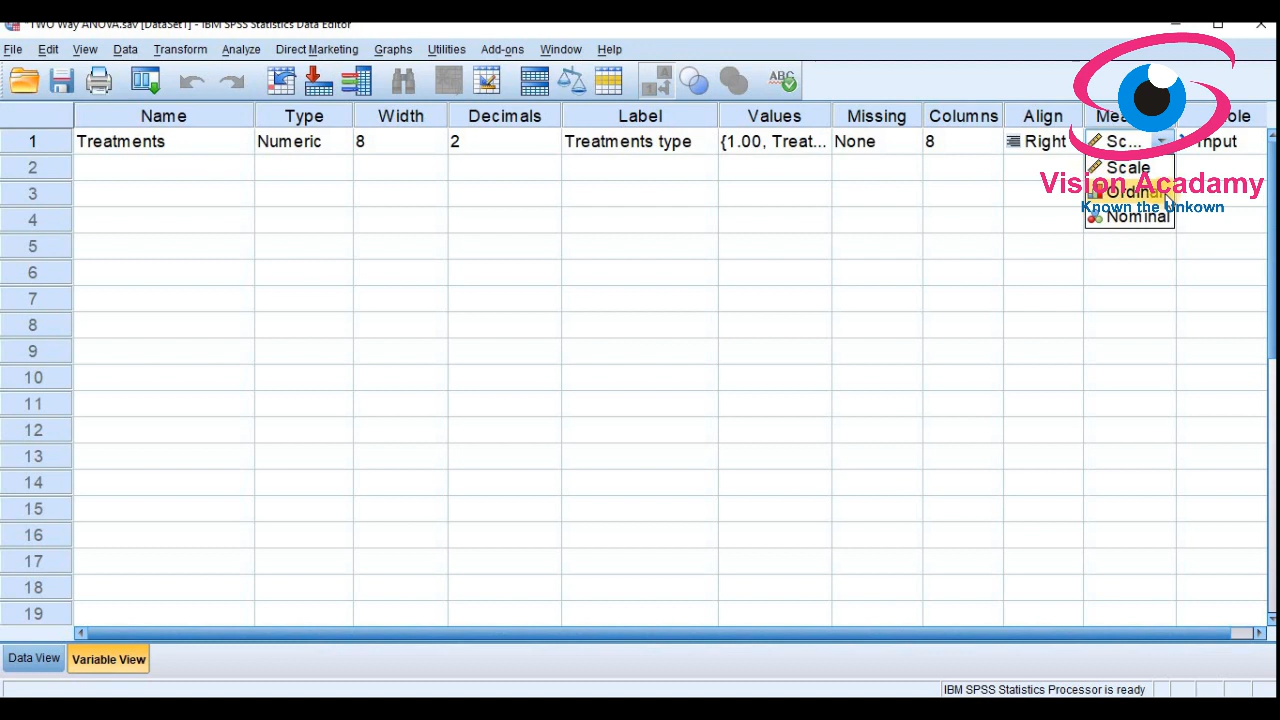 TWO Way ANOVA.sav [DataSet1] - IBM SPSS Statistics Data Editor
File Edit View Data Transform Analyze Direct Marketing Graphs Utilities Add-ons Window Help
ABC
Name Type Width Decimals Label Values Missing Columns Align
1 Treatments Numeric 8 2 Treatments type {1.00, Treat... None 8 Right Sc... Input
2 Scale
Vision Acadamy
3 Ordinal
Known the Unkown
4 Nominal
5
6
7
8
9
10
11
12
13
14
15
16
17
18
19
Data View Variable View
IBM SPSS Statistics Processor is ready